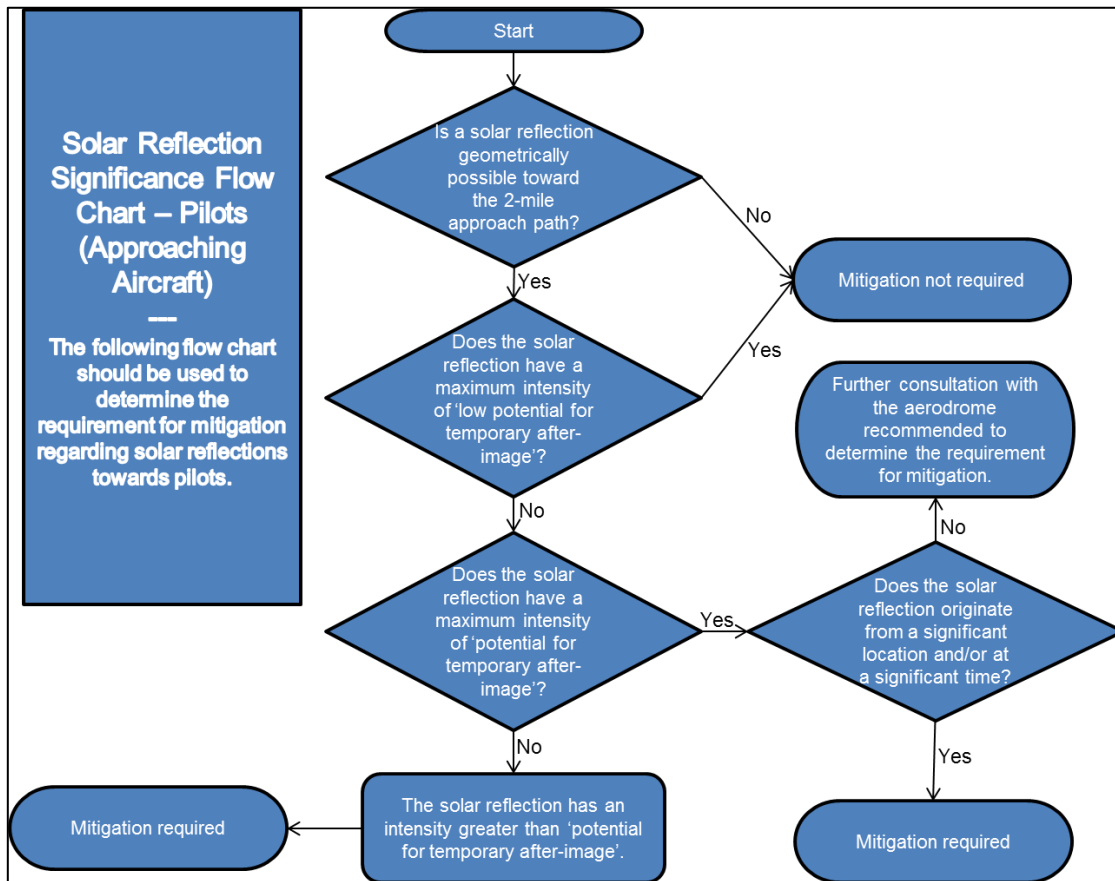 Solar Reflection
Significance Flow
Chart – Pilots
(Approaching
Aircraft)
---
The following flow chart
should be used to
determine the
requirement for mitigation
regarding solar reflections
towards pilots.
Start
Is a solar reflection
geometrically
possible toward
the 2-mile
approach path?
No
Yes
Mitigation not required
Does the solar
reflection have a
maximum intensity
of ‘low potential for
temporary after-
image’?
Yes
No
Further consultation with
the aerodrome
recommended to
determine the requirement
for mitigation.
No
Does the solar
reflection have a
maximum intensity
of ‘potential for
temporary after-
image’?
Yes
Does the solar
reflection originate
from a significant
location and/or at
a significant time?
No
Yes
The solar reflection has an
intensity greater than ‘potential
for temporary after-image’.
Mitigation required
Mitigation required